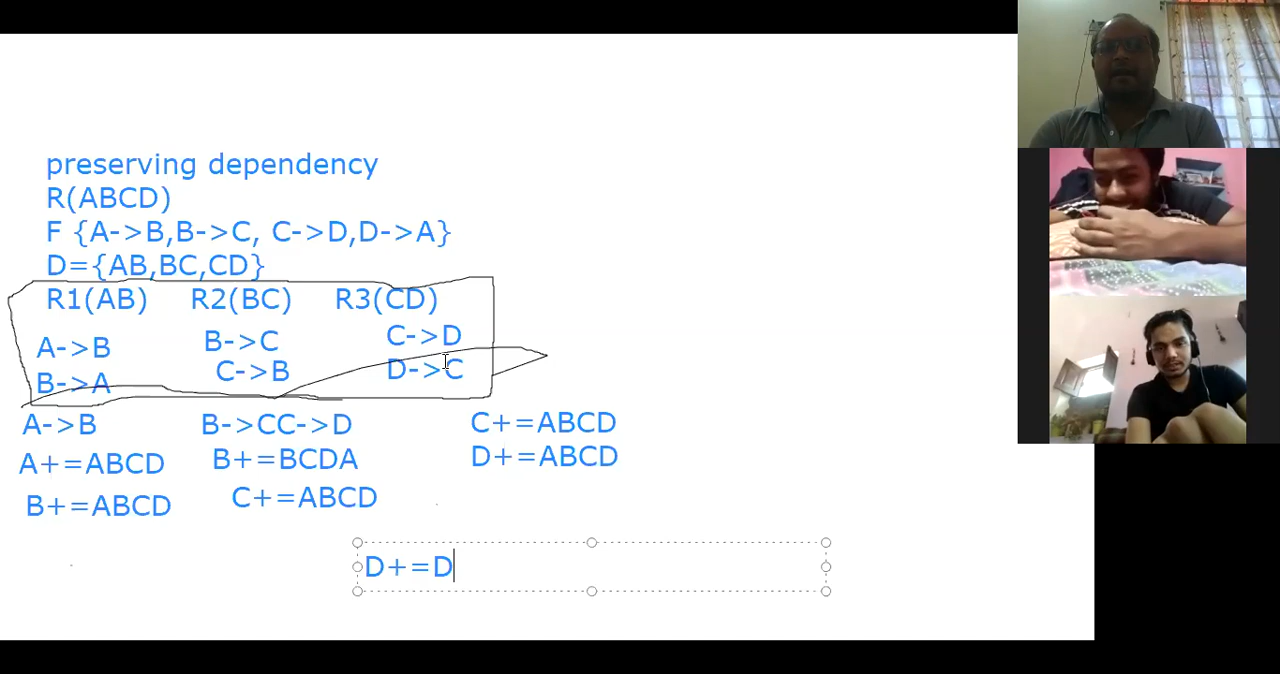 preserving dependency
R(ABCD)
F {A->B,B->C, C->D,D->A}
D={AB,BC,CD}
R1(AB) R2(BC) R3(CD)
A->B B->C C->D
B->A C->B D->C
A->B B->CC->D C+=ABCD
A+=ABCD B+=BCDA D+=ABCD
B+=ABCD C+=ABCD
D+=D